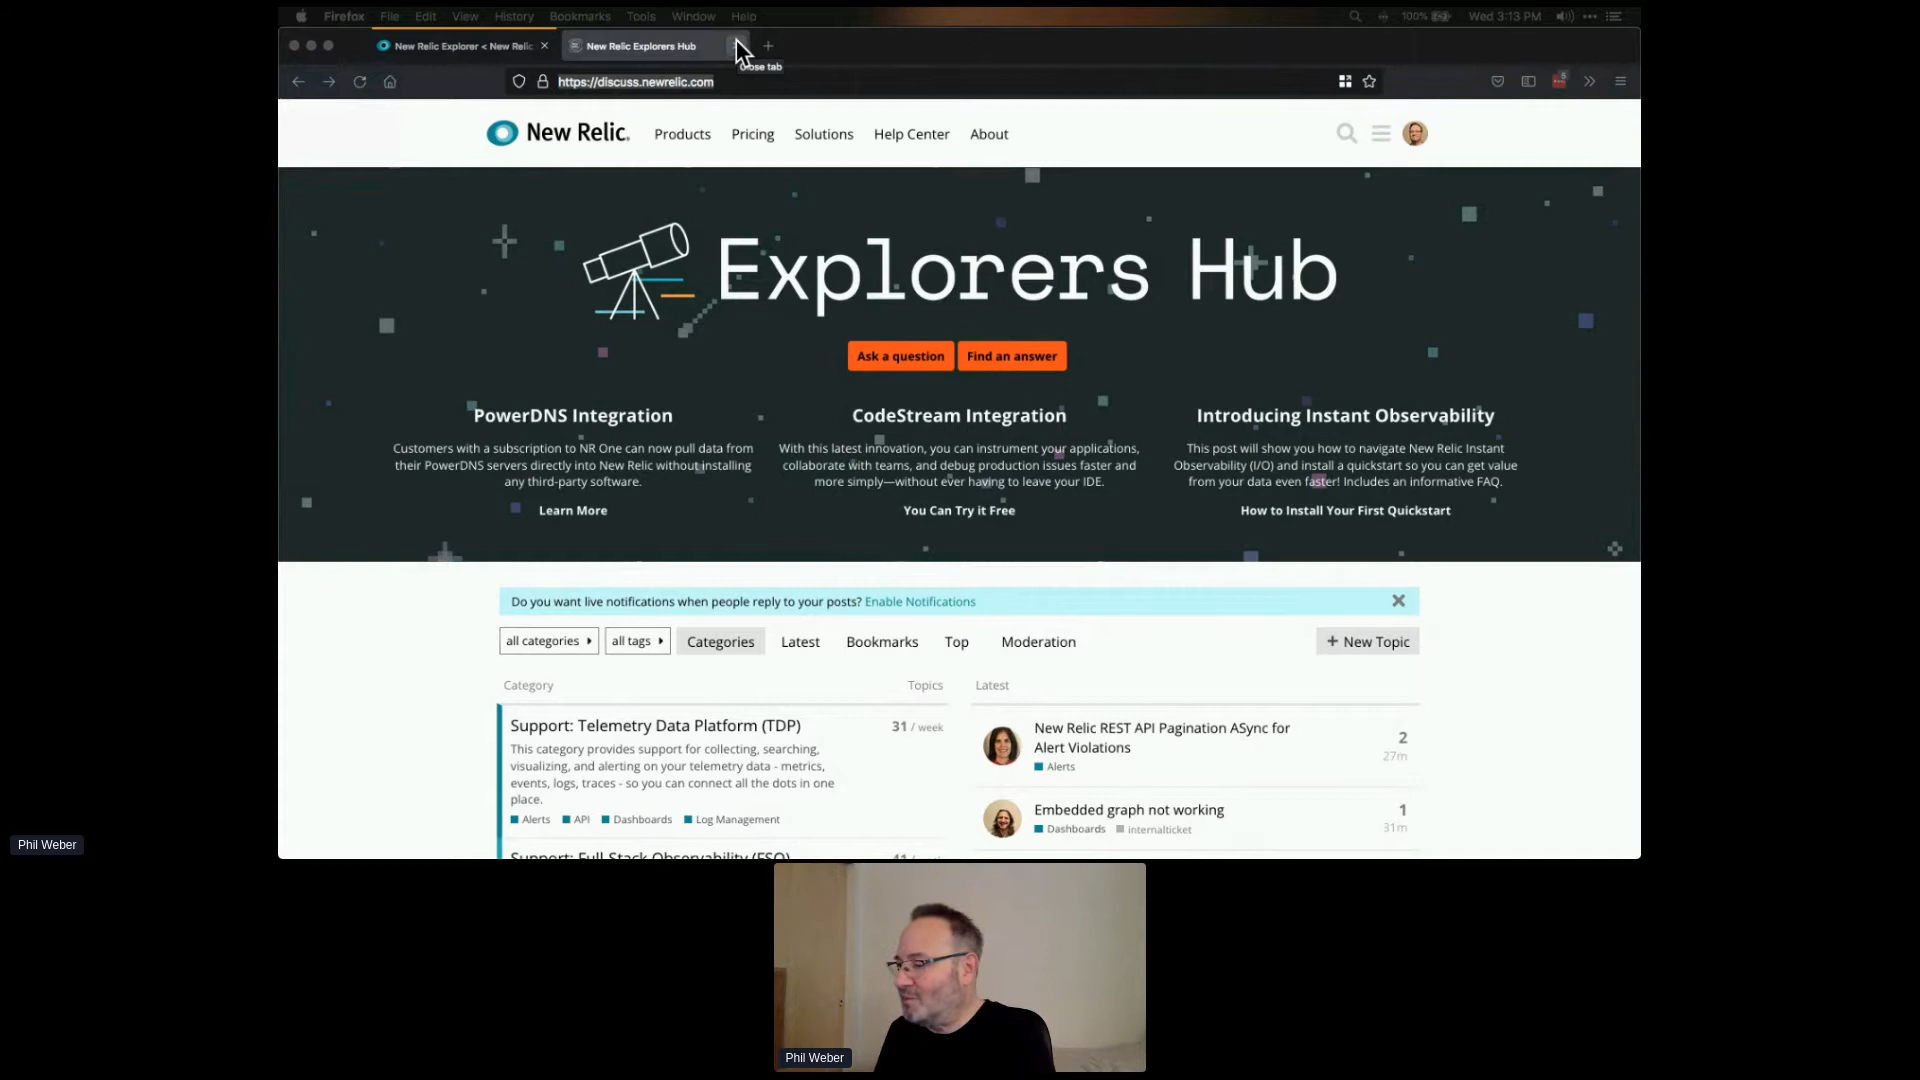 Firefox File Edit View History Bookmarks Tools Window Help 100% Wed 3:13 PM
New Relic Explorer < New Relic New Relic Explorers Hub
Close tab
https://discuss.newrelic.com
5
New Relic. Products Pricing Solutions Help Center About
Explorers Hub
Ask a question Find an answer
PowerDNS Integration
Customers with a subscription to NR One can now pull data from
their PowerDNS servers directly into New Relic without installing
any third-party software.
Learn More
CodeStream Integration
With this latest innovation, you can instrument your applications,
collaborate with teams, and debug production issues faster and
more simply—without ever having to leave your IDE.
You Can Try it Free
Introducing Instant Observability
This post will show you how to navigate New Relic Instant
Observability (I/O) and install a quickstart so you can get value
from your data even faster! Includes an informative FAQ.
How to Install Your First Quickstart
Do you want live notifications when people reply to your posts? Enable Notifications
all categories all tags Categories Latest Bookmarks Top Moderation + New Topic
Category Topics
Support: Telemetry Data Platform (TDP) 31 / week
This category provides support for collecting, searching,
visualizing, and alerting on your telemetry data - metrics,
events, logs, traces - so you can connect all the dots in one
place.
Alerts API Dashboards Log Management
Support: Full Stack Observability (FSO) 41 / week
Latest
New Relic REST API Pagination ASync for
Alert Violations
Alerts
2
27m
Embedded graph not working
Dashboards internalticket
1
31m
Phil Weber
Phil Weber